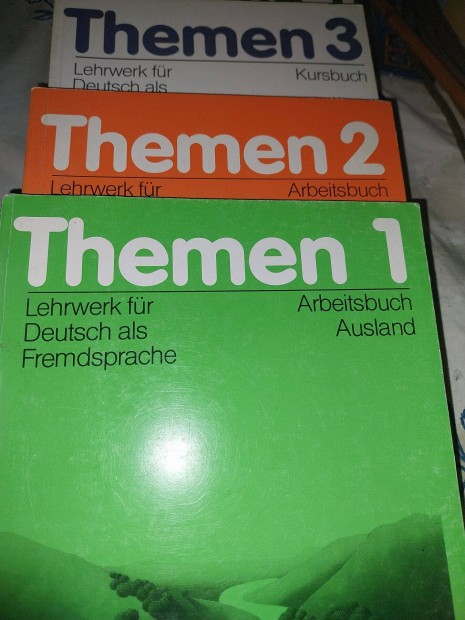 Themen 3
Lehrwerk für Kursbuch
Deutsch als
Themen 2
Lehrwerk für Arbeitsbuch
Themen 1
Lehrwerk für Arbeitsbuch
Deutsch als Ausland
Fremdsprache